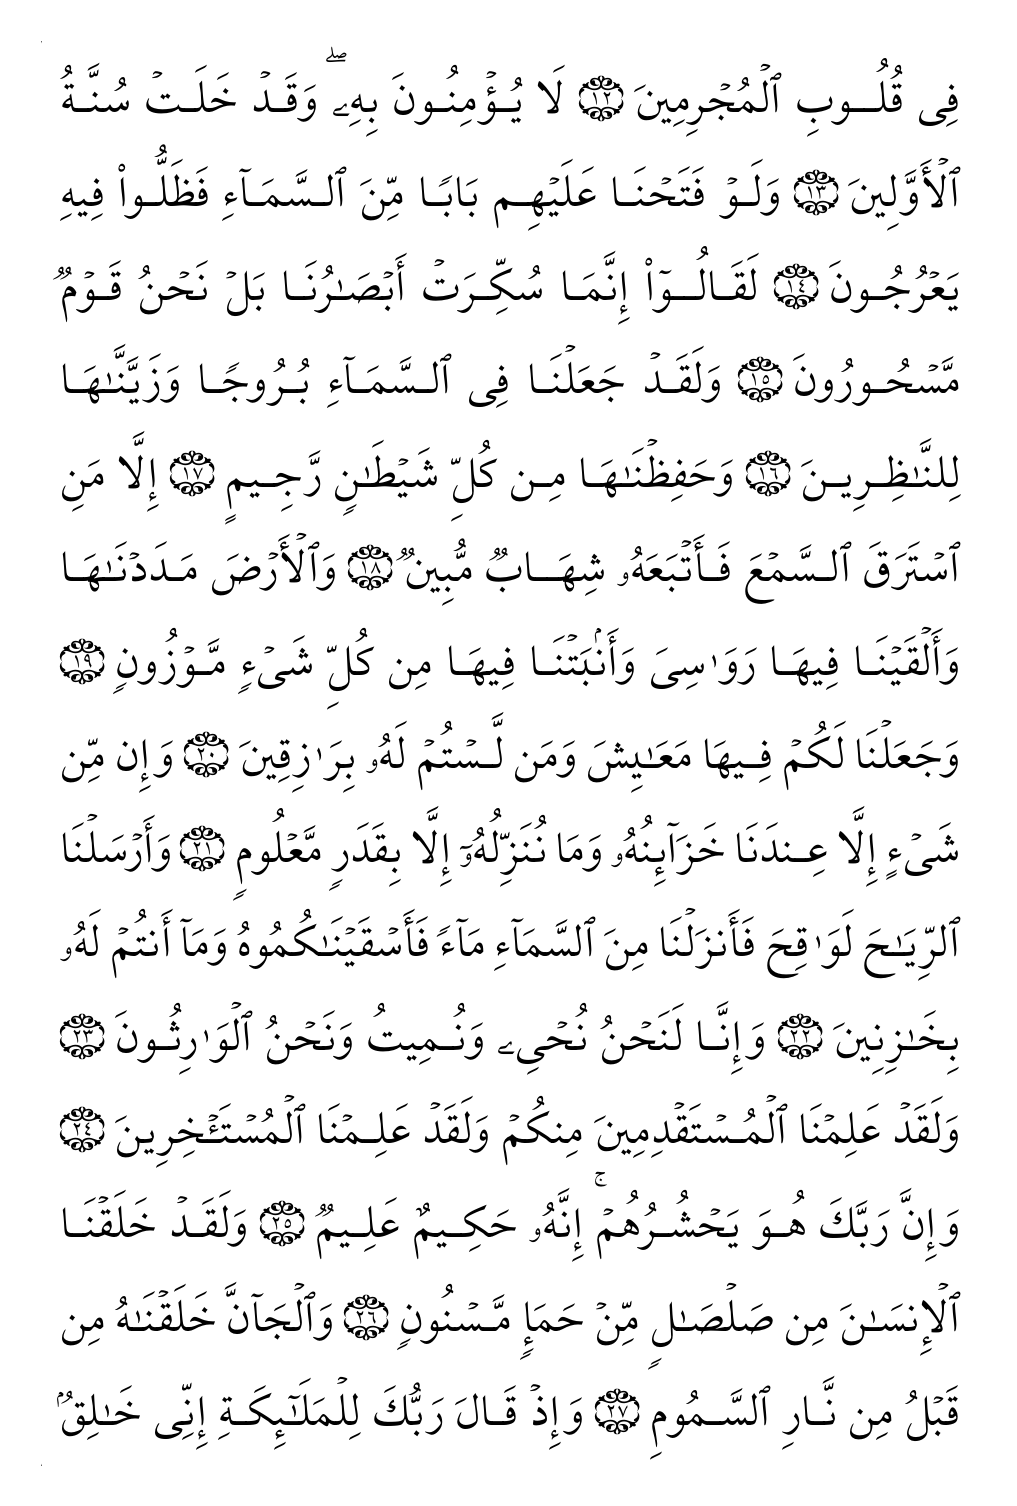 فِى قُلُوبِ ٱلۡمُجۡرِمِينَ ١٢ لَا يُؤۡمِنُونَ بِهِۦۖ وَقَدۡ خَلَتۡ سُنَّةُ
ٱلۡأَوَّلِينَ ١٣ وَلَوۡ فَتَحۡنَا عَلَيۡهِم بَابًا مِّنَ ٱلسَّمَآءِ فَظَلُّوا۟ فِيهِ
يَعۡرُجُونَ ١٤ لَقَالُوٓا۟ إِنَّمَا سُكِّرَتۡ أَبۡصَـٰرُنَا بَلۡ نَحۡنُ قَوۡمٌ
مَّسۡحُورُونَ ١٥ وَلَقَدۡ جَعَلۡنَا فِى ٱلسَّمَآءِ بُرُوجًا وَزَيَّنَّـٰهَا
لِلنَّـٰظِرِينَ ١٦ وَحَفِظۡنَـٰهَا مِن كُلِّ شَيۡطَـٰنٍ رَّجِيمٍ ١٧ إِلَّا مَنِ
ٱسۡتَرَقَ ٱلسَّمۡعَ فَأَتۡبَعَهُۥ شِهَابٌ مُّبِينٌ ١٨ وَٱلۡأَرۡضَ مَدَدۡنَـٰهَا
وَأَلۡقَيۡنَا فِيهَا رَوَٰسِىَ وَأَنۢبَتۡنَا فِيهَا مِن كُلِّ شَىۡءٍ مَّوۡزُونٍ ١٩
وَجَعَلۡنَا لَكُمۡ فِيهَا مَعَـٰيِشَ وَمَن لَّسۡتُمۡ لَهُۥ بِرَٰزِقِينَ ٢٠ وَإِن مِّن
شَىۡءٍ إِلَّا عِندَنَا خَزَآئِنُهُۥ وَمَا نُنَزِّلُهُۥٓ إِلَّا بِقَدَرٍ مَّعۡلُومٍ ٢١ وَأَرۡسَلۡنَا
ٱلرِّيَـٰحَ لَوَٰقِحَ فَأَنزَلۡنَا مِنَ ٱلسَّمَآءِ مَآءً فَأَسۡقَيۡنَـٰكُمُوهُ وَمَآ أَنتُمۡ لَهُۥ
بِخَـٰزِنِينَ ٢٢ وَإِنَّا لَنَحۡنُ نُحۡىِۦ وَنُمِيتُ وَنَحۡنُ ٱلۡوَٰرِثُونَ ٢٣
وَلَقَدۡ عَلِمۡنَا ٱلۡمُسۡتَقۡدِمِينَ مِنكُمۡ وَلَقَدۡ عَلِمۡنَا ٱلۡمُسۡتَـٔۡخِرِينَ ٢٤
وَإِنَّ رَبَّكَ هُوَ يَحۡشُرُهُمۡۚ إِنَّهُۥ حَكِيمٌ عَلِيمٌ ٢٥ وَلَقَدۡ خَلَقۡنَا
ٱلۡإِنسَـٰنَ مِن صَلۡصَـٰلٍ مِّنۡ حَمَإٍ مَّسۡنُونٍ ٢٦ وَٱلۡجَآنَّ خَلَقۡنَـٰهُ مِن
قَبۡلُ مِن نَّارِ ٱلسَّمُومِ ٢٧ وَإِذۡ قَالَ رَبُّكَ لِلۡمَلَـٰٓئِكَةِ إِنِّى خَـٰلِقٌۢ